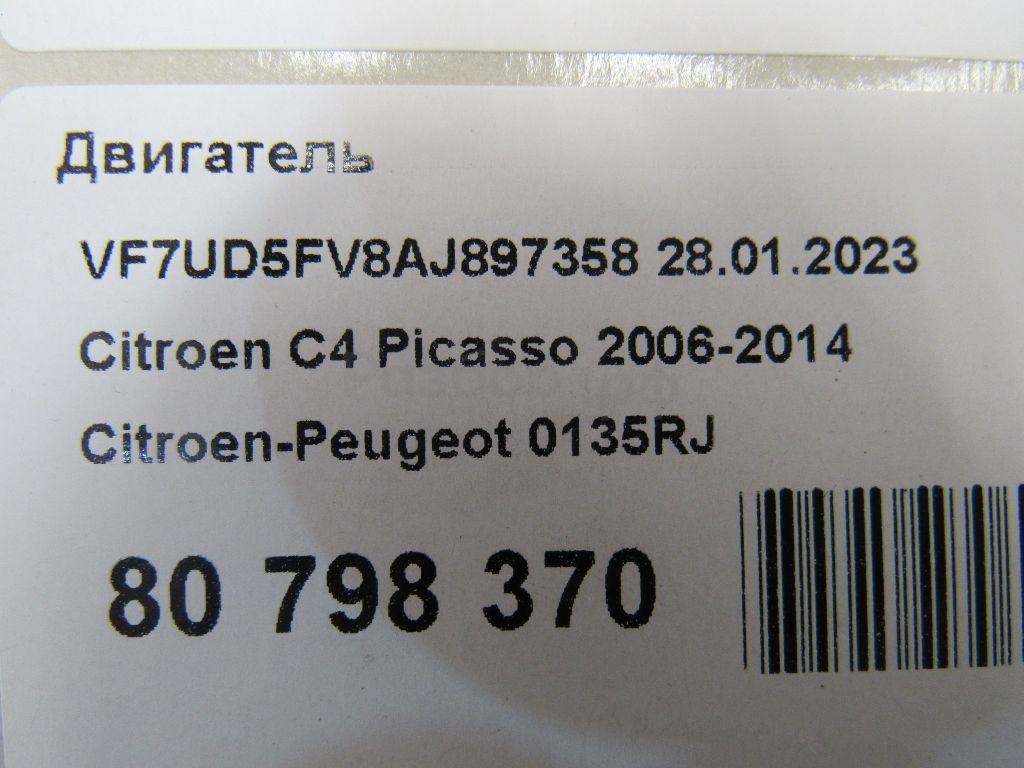 Двигатель
VF7UD5FV8AJ897358 28.01.2023
Citroen C4 Picasso 2006-2014
Citroen-Peugeot 0135RJ
80 798 370